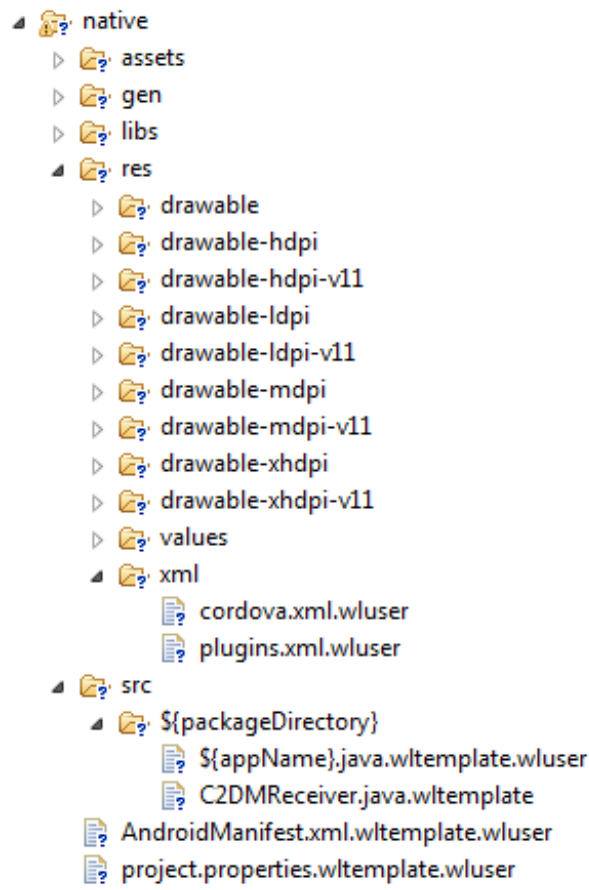 native
assets
gen
libs
res
drawable
drawable-hdpi
drawable-hdpi-v11
drawable-ldpi
drawable-ldpi-v11
drawable-mdpi
drawable-mdpi-v11
drawable-xhdpi
drawable-xhdpi-v11
values
xml
cordova.xml.wluser
plugins.xml.wluser
src
${packageDirectory}
${appName}.java.wltemplate.wluser
C2DMReceiver.java.wltemplate
AndroidManifest.xml.wltemplate.wluser
project.properties.wltemplate.wluser